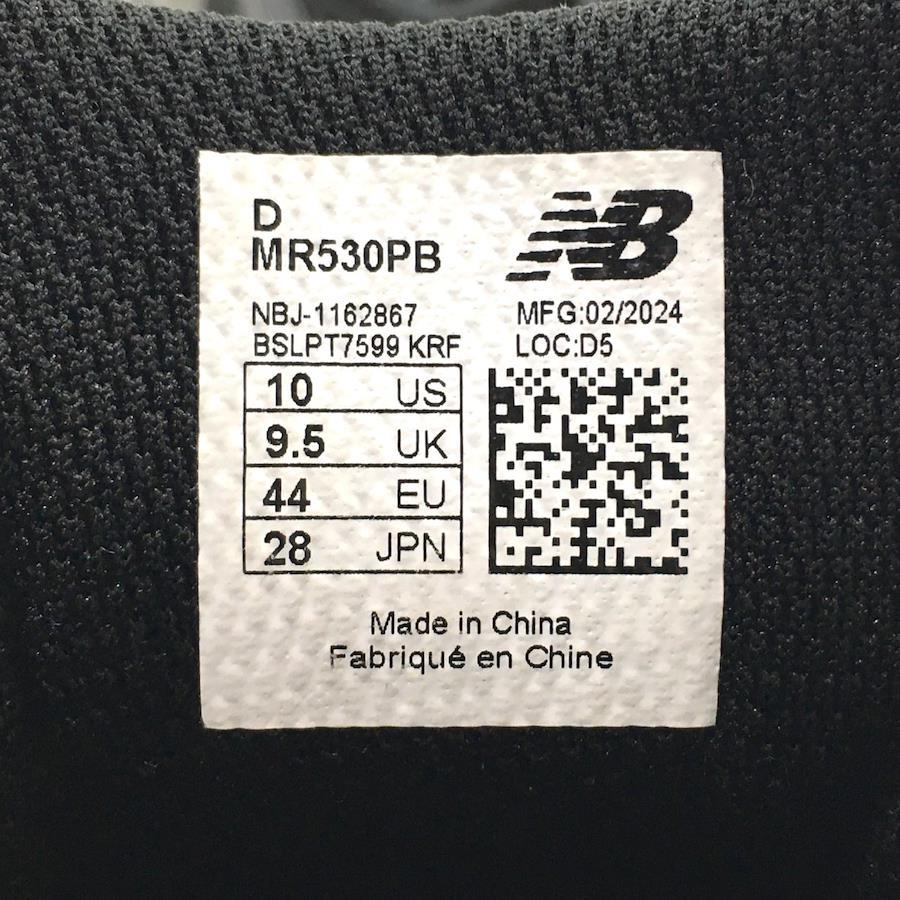 D
MR530PB
NB
NBJ-1162867
MFG:02/2024
BSLPT7599 KRF
LOC:D5
10 US
9.5 UK
44 EU
28 JPN
Made in China
Fabriqué en Chine